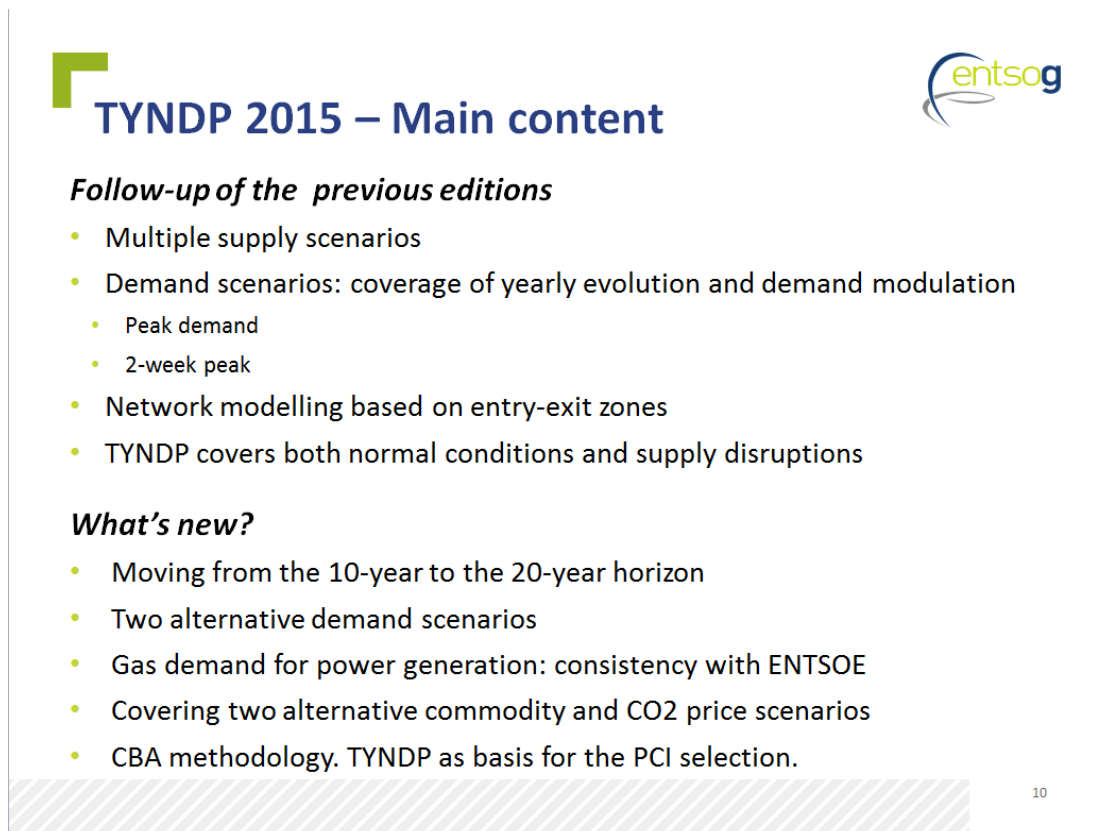 entsog
TYNDP 2015 – Main content
Follow-up of the previous editions
• Multiple supply scenarios
• Demand scenarios: coverage of yearly evolution and demand modulation
• Peak demand
• 2-week peak
• Network modelling based on entry-exit zones
• TYNDP covers both normal conditions and supply disruptions
What’s new?
• Moving from the 10-year to the 20-year horizon
• Two alternative demand scenarios
• Gas demand for power generation: consistency with ENTSOE
• Covering two alternative commodity and CO2 price scenarios
• CBA methodology. TYNDP as basis for the PCI selection.
10